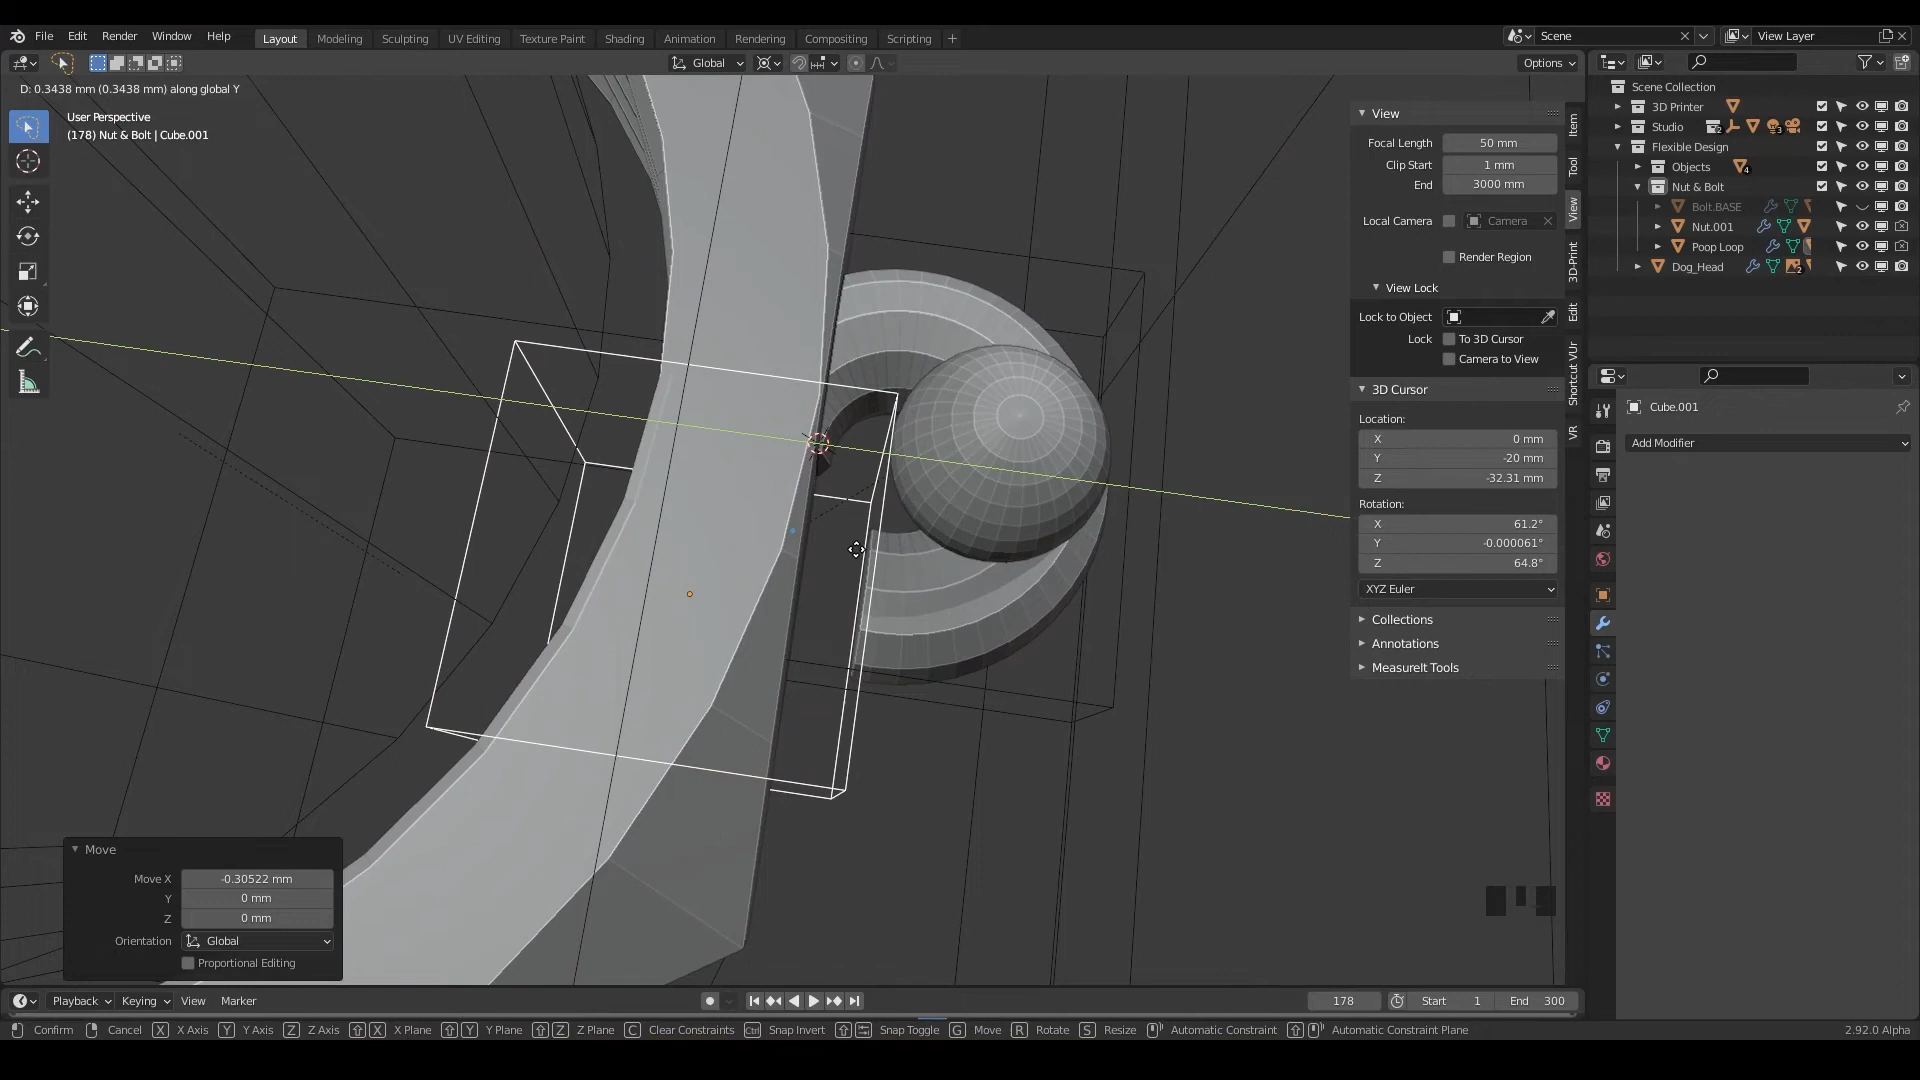 File Edit Render Window Help
Layout Modeling Sculpting UV Editing Texture Paint Shading Animation Rendering Compositing Scripting +
Scene
View Layer
Global
Options
D: 0.3438 mm (0.3438 mm) along global Y
User Perspective
(178) Nut & Bolt | Cube.001
View
Focal Length 50 mm
Clip Start 1 mm
End 3000 mm
Local Camera Camera
Render Region
View Lock
Lock to Object
Lock To 3D Cursor
Camera to View
3D Cursor
Location:
X 0 mm
Y -20 mm
Z -32.31 mm
Rotation:
X 61.2°
Y -0.000061°
Z 64.8°
XYZ Euler
Collections
Annotations
MeasureIt Tools
Item
Tool
View
3D-Print
Edit
Shortcut VUr
VR
Scene Collection
3D Printer
Studio 2 3
Flexible Design
Objects 4
Nut & Bolt
Bolt.BASE
Nut.001
Poop Loop
Dog_Head 2
Cube.001
Add Modifier
Move
Move X -0.30522 mm
Y 0 mm
Z 0 mm
Orientation Global
Proportional Editing
Playback Keying View Marker
178 Start 1 End 300
Confirm Cancel X X Axis Y Y Axis Z Z Axis X X Plane Y Y Plane Z Z Plane C Clear Constraints Ctrl Snap Invert Snap Toggle G Move R Rotate S Resize Automatic Constraint Automatic Constraint Plane 2.92.0 Alpha